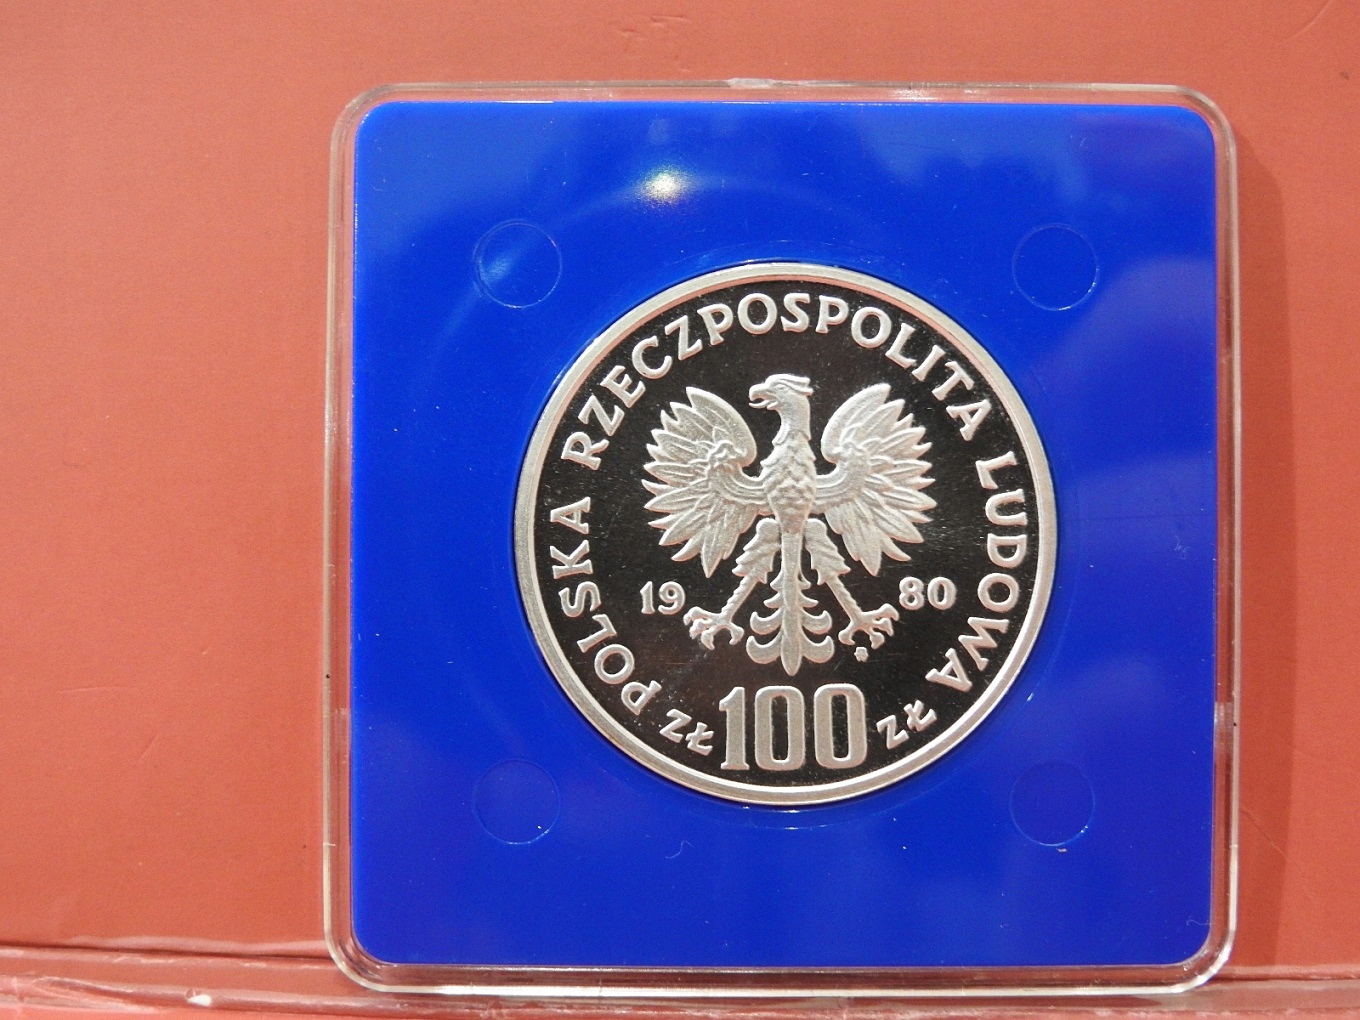 POLSKA RZECZPOSPOLITA LUDOWA
19 80
zł 100 zł